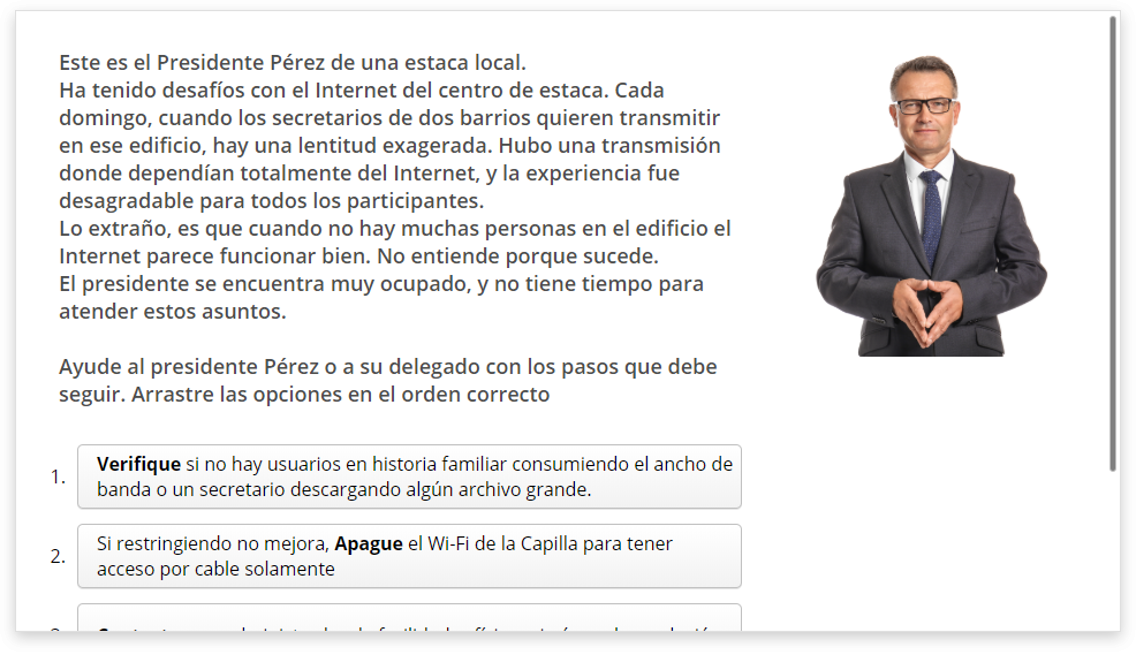 Este es el Presidente Pérez de una estaca local.
Ha tenido desafíos con el Internet del centro de estaca. Cada
domingo, cuando los secretarios de dos barrios quieren transmitir
en ese edificio, hay una lentitud exagerada. Hubo una transmisión
donde dependían totalmente del Internet, y la experiencia fue
desagradable para todos los participantes.
Lo extraño, es que cuando no hay muchas personas en el edificio el
Internet parece funcionar bien. No entiende porque sucede.
El presidente se encuentra muy ocupado, y no tiene tiempo para
atender estos asuntos.
Ayude al presidente Pérez o a su delegado con los pasos que debe
seguir. Arrastre las opciones en el orden correcto
1. Verifique si no hay usuarios en historia familiar consumiendo el ancho de
banda o un secretario descargando algún archivo grande.
2. Si restringiendo no mejora, Apague el Wi-Fi de la Capilla para tener
acceso por cable solamente